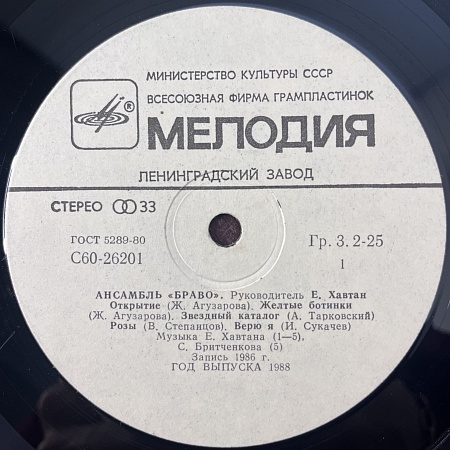 МИНИСТЕРСТВО КУЛЬТУРЫ СССР
ВСЕСОЮЗНАЯ ФИРМА ГРАМПЛАСТИНОК
®
МЕЛОДИЯ
ЛЕНИНГРАДСКИЙ ЗАВОД
СТЕРЕО 33
ГОСТ 5289-80
Гр. 3. 2-25
С60-26201
1
АНСАМБЛЬ «БРАВО». Руководитель Е. Хавтан
Открытие (Ж. Агузарова). Желтые ботинки
(Ж. Агузарова). Звездный каталог (А. Тарковский)
Розы (В. Степанцов). Верю я (И. Сукачев)
Музыка Е. Хавтана (1—5).
С. Бритченкова (5)
Запись 1986 г.
ГОД ВЫПУСКА 1988